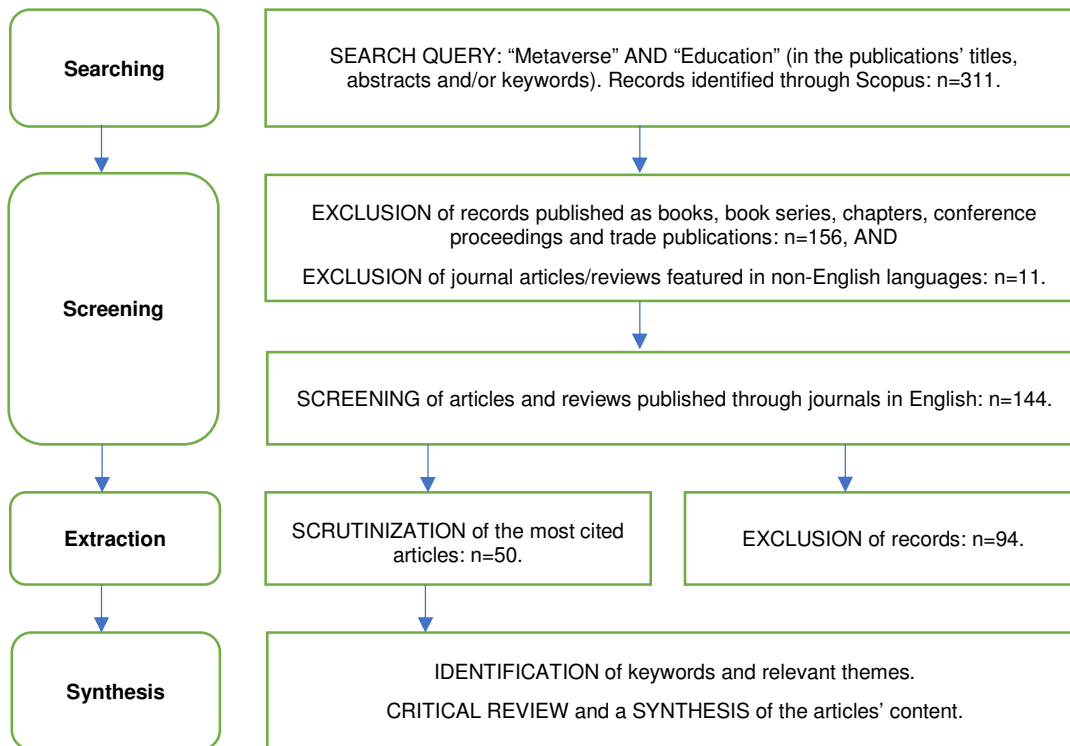 Searching
SEARCH QUERY: “Metaverse” AND “Education” (in the publications’ titles,
abstracts and/or keywords). Records identified through Scopus: n=311.
Screening
EXCLUSION of records published as books, book series, chapters, conference
proceedings and trade publications: n=156, AND
EXCLUSION of journal articles/reviews featured in non-English languages: n=11.
SCREENING of articles and reviews published through journals in English: n=144.
Extraction
SCRUTINIZATION of the most cited
articles: n=50.
EXCLUSION of records: n=94.
Synthesis
IDENTIFICATION of keywords and relevant themes.
CRITICAL REVIEW and a SYNTHESIS of the articles’ content.